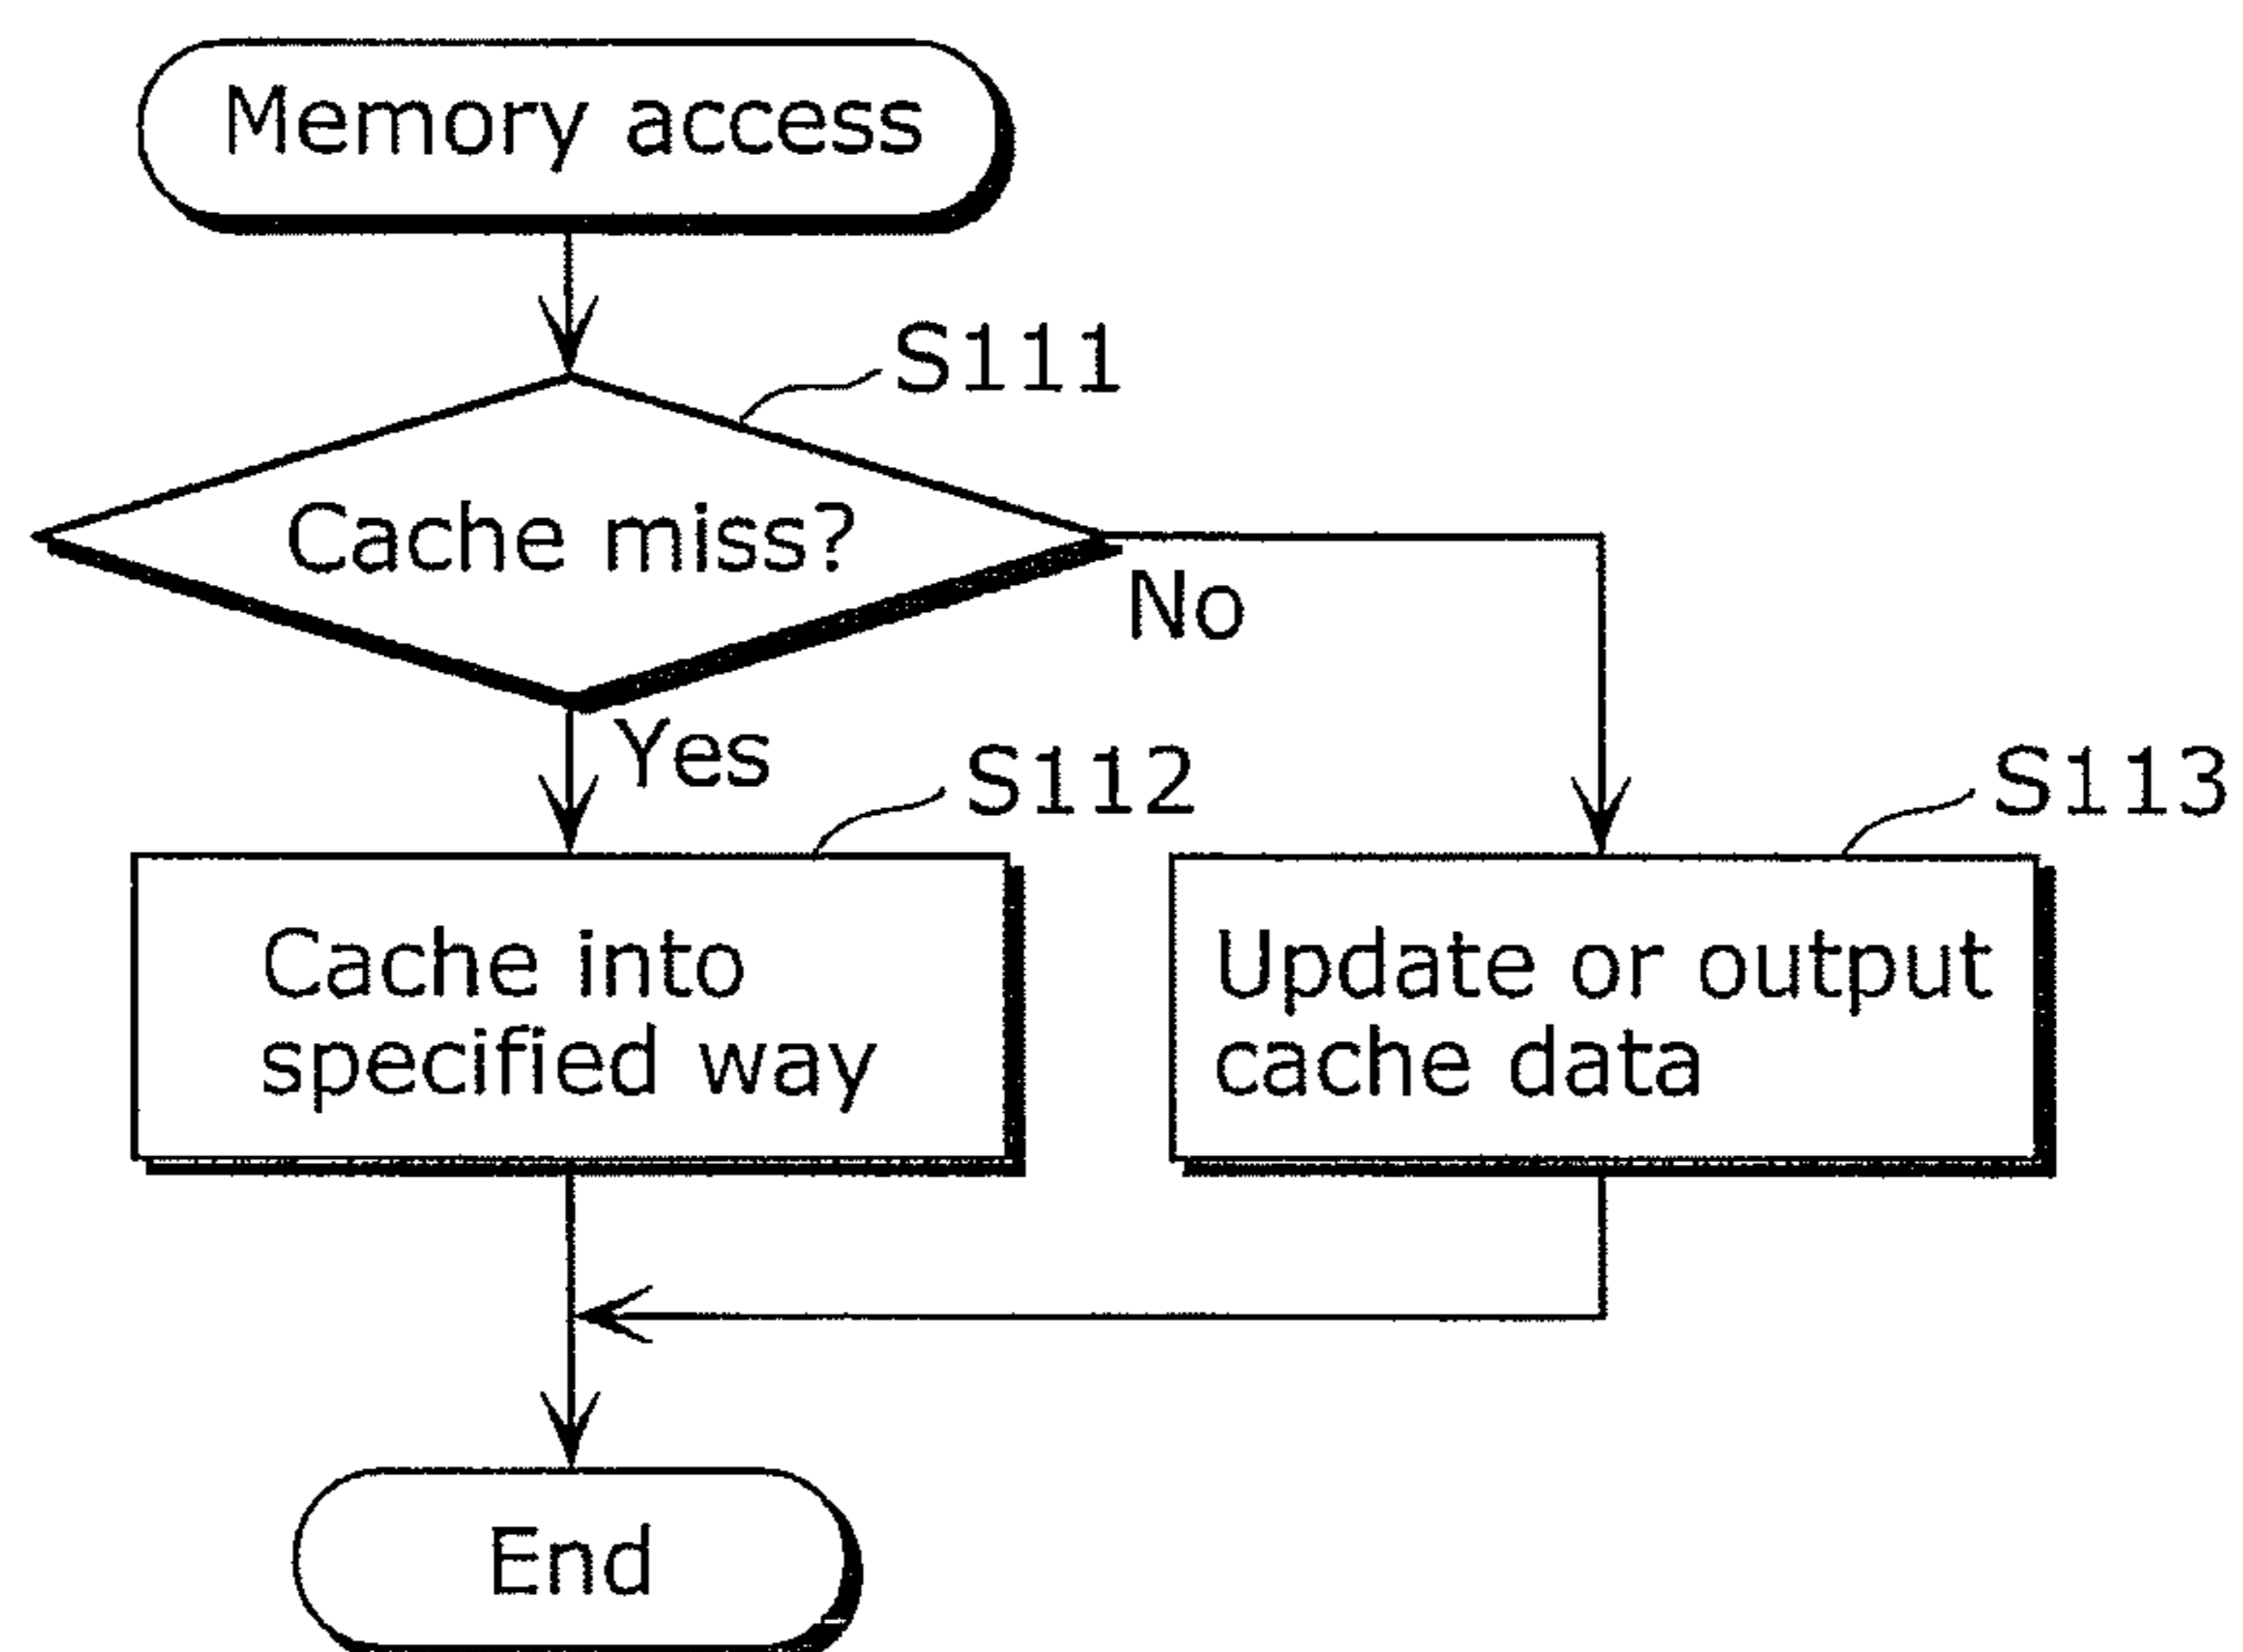 Memory access
S111
Cache miss?
No
Yes
S112
S113
Cache into
specified way
Update or output
cache data
End